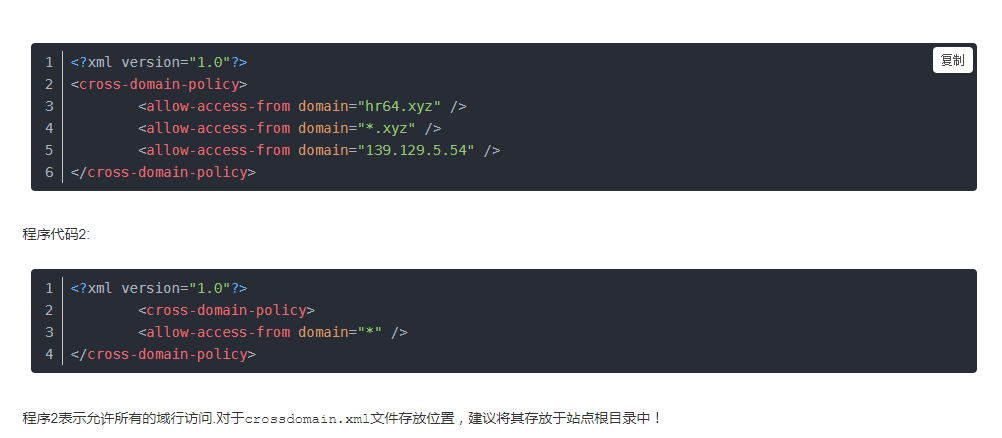 复制
1 <?xml version="1.0"?>
2 <cross-domain-policy>
3         <allow-access-from domain="hr64.xyz" />
4         <allow-access-from domain="*.xyz" />
5         <allow-access-from domain="139.129.5.54" />
6 </cross-domain-policy>
程序代码2:
1 <?xml version="1.0"?>
2         <cross-domain-policy>
3         <allow-access-from domain="*" />
4 </cross-domain-policy>
程序2表示允许所有的域行访问.对于crossdomain.xml文件存放位置，建议将其存放于站点根目录中！